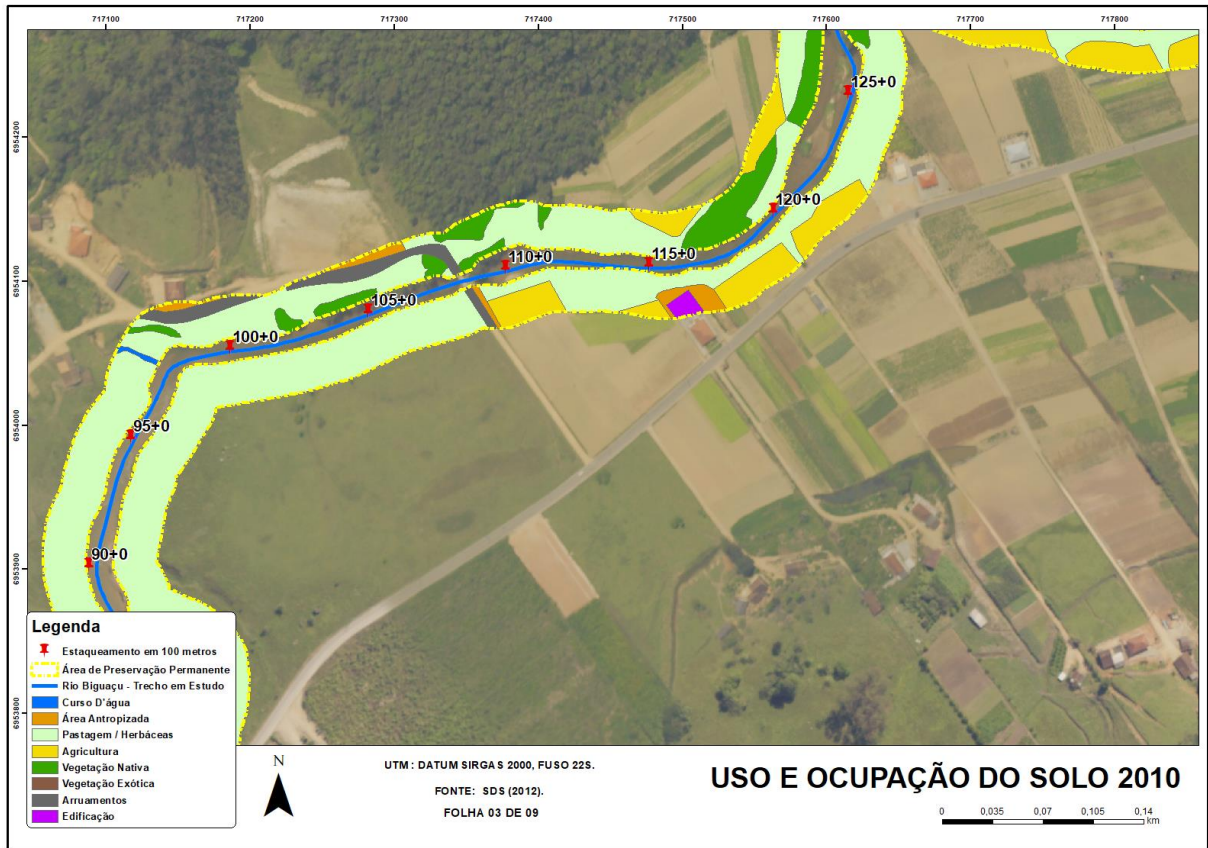 717100 717200 717300 717400 717500 717600 717700 717800
6954200
6954100
6954000
6953900
6953800
125+0
120+0
115+0
110+0
105+0
100+0
95+0
90+0
Legenda
Estaqueamento em 100 metros
Área de Preservação Permanente
Rio Biguaçu - Trecho em Estudo
Curso D'água
Área Antropizada
Pastagem / Herbáceas
Agricultura
Vegetação Nativa
Vegetação Exótica
Arruamentos
Edificação
N
UTM: DATUM SIRGAS 2000, FUSO 22S.
FONTE: SDS (2012).
FOLHA 03 DE 09
USO E OCUPAÇÃO DO SOLO 2010
0 0,035 0,07 0,105 0,14
km